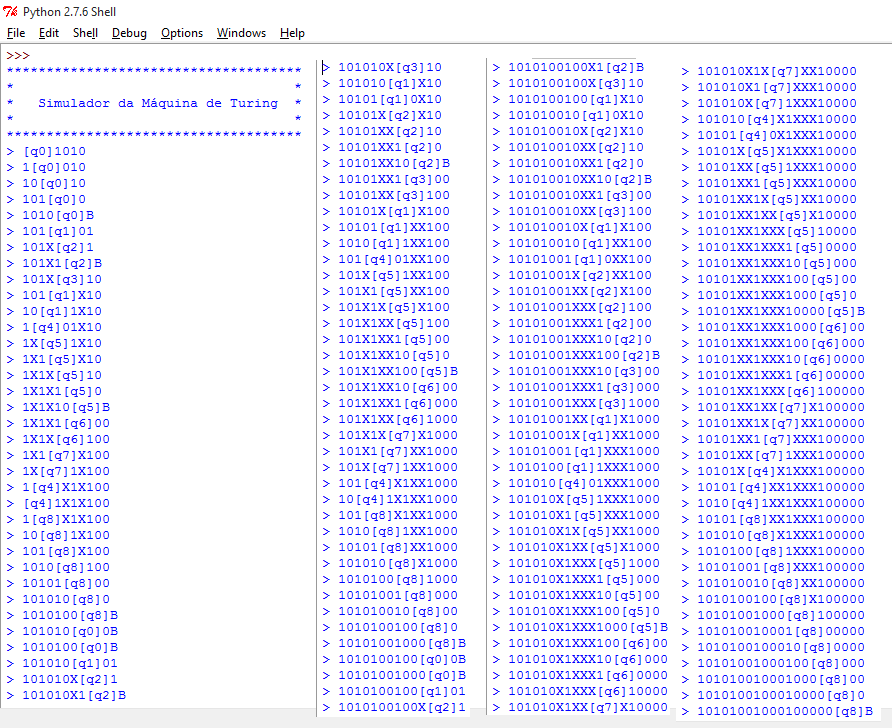 Python 2.7.6 Shell
File Edit Shell Debug Options Windows Help
>>>
*************************************
* *
* Simulador da Máquina de Turing *
* *
*************************************
> [q0]1010
> 1[q0]010
> 10[q0]10
> 101[q0]0
> 1010[q0]B
> 101[q1]01
> 101X[q2]1
> 101X1[q2]B
> 101X[q3]10
> 101[q1]X10
> 10[q1]1X10
> 1[q4]01X10
> 1X[q5]1X10
> 1X1[q5]X10
> 1X1X[q5]10
> 1X1X1[q5]0
> 1X1X10[q5]B
> 1X1X1[q6]00
> 1X1X[q6]100
> 1X1[q7]X100
> 1X[q7]1X100
> 1[q4]X1X100
> [q4]1X1X100
> 1[q8]X1X100
> 10[q8]1X100
> 101[q8]X100
> 1010[q8]100
> 10101[q8]00
> 101010[q8]0
> 1010100[q8]B
> 101010[q0]0B
> 1010100[q0]B
> 101010[q1]01
> 101010X[q2]1
> 101010X1[q2]B
> 101010X[q3]10
> 101010[q1]X10
> 10101[q1]0X10
> 10101X[q2]X10
> 10101XX[q2]10
> 10101XX1[q2]0
> 10101XX10[q2]B
> 10101XX1[q3]00
> 10101XX[q3]100
> 10101X[q1]X100
> 10101[q1]XX100
> 1010[q1]1XX100
> 101[q4]01XX100
> 101X[q5]1XX100
> 101X1[q5]XX100
> 101X1X[q5]X100
> 101X1XX[q5]100
> 101X1XX1[q5]00
> 101X1XX10[q5]0
> 101X1XX100[q5]B
> 101X1XX10[q6]00
> 101X1XX1[q6]000
> 101X1XX[q6]1000
> 101X1X[q7]X1000
> 101X1[q7]XX1000
> 101X[q7]1XX1000
> 101[q4]X1XX1000
> 10[q4]1X1XX1000
> 101[q8]X1XX1000
> 1010[q8]1XX1000
> 10101[q8]XX1000
> 101010[q8]X1000
> 1010100[q8]1000
> 10101001[q8]000
> 101010010[q8]00
> 1010100100[q8]0
> 10101001000[q8]B
> 1010100100[q0]0B
> 10101001000[q0]B
> 1010100100[q1]01
> 1010100100X[q2]1
> 1010100100X1[q2]B
> 1010100100X[q3]10
> 1010100100[q1]X10
> 101010010[q1]0X10
> 101010010X[q2]X10
> 101010010XX[q2]10
> 101010010XX1[q2]0
> 101010010XX10[q2]B
> 101010010XX1[q3]00
> 101010010XX[q3]100
> 101010010X[q1]X100
> 101010010[q1]XX100
> 10101001[q1]0XX100
> 10101001X[q2]XX100
> 10101001XX[q2]X100
> 10101001XXX[q2]100
> 10101001XXX1[q2]00
> 10101001XXX10[q2]0
> 10101001XXX100[q2]B
> 10101001XXX10[q3]00
> 10101001XXX1[q3]000
> 10101001XXX[q3]1000
> 10101001XX[q1]X1000
> 10101001X[q1]XX1000
> 10101001[q1]XXX1000
> 1010100[q1]1XXX1000
> 101010[q4]01XXX1000
> 101010X[q5]1XXX1000
> 101010X1[q5]XXX1000
> 101010X1X[q5]XX1000
> 101010X1XX[q5]X1000
> 101010X1XXX[q5]1000
> 101010X1XXX1[q5]000
> 101010X1XXX10[q5]00
> 101010X1XXX100[q5]0
> 101010X1XXX1000[q5]B
> 101010X1XXX100[q6]00
> 101010X1XXX10[q6]000
> 101010X1XXX1[q6]0000
> 101010X1XXX[q6]10000
> 101010X1XX[q7]X10000
> 101010X1X[q7]XX10000
> 101010X1[q7]XXX10000
> 101010X[q7]1XXX10000
> 101010[q4]X1XXX10000
> 10101[q4]0X1XXX10000
> 10101X[q5]X1XXX10000
> 10101XX[q5]1XXX10000
> 10101XX1[q5]XXX10000
> 10101XX1X[q5]XX10000
> 10101XX1XX[q5]X10000
> 10101XX1XXX[q5]10000
> 10101XX1XXX1[q5]0000
> 10101XX1XXX10[q5]000
> 10101XX1XXX100[q5]00
> 10101XX1XXX1000[q5]0
> 10101XX1XXX10000[q5]B
> 10101XX1XXX1000[q6]00
> 10101XX1XXX100[q6]000
> 10101XX1XXX10[q6]0000
> 10101XX1XXX1[q6]00000
> 10101XX1XXX[q6]100000
> 10101XX1XX[q7]X100000
> 10101XX1X[q7]XX100000
> 10101XX1[q7]XXX100000
> 10101XX[q7]1XXX100000
> 10101X[q4]X1XXX100000
> 10101[q4]XX1XXX100000
> 1010[q4]1XX1XXX100000
> 10101[q8]XX1XXX100000
> 101010[q8]X1XXX100000
> 1010100[q8]1XXX100000
> 10101001[q8]XXX100000
> 101010010[q8]XX100000
> 1010100100[q8]X100000
> 10101001000[q8]100000
> 101010010001[q8]00000
> 1010100100010[q8]0000
> 10101001000100[q8]000
> 101010010001000[q8]00
> 1010100100010000[q8]0
> 10101001000100000[q8]B